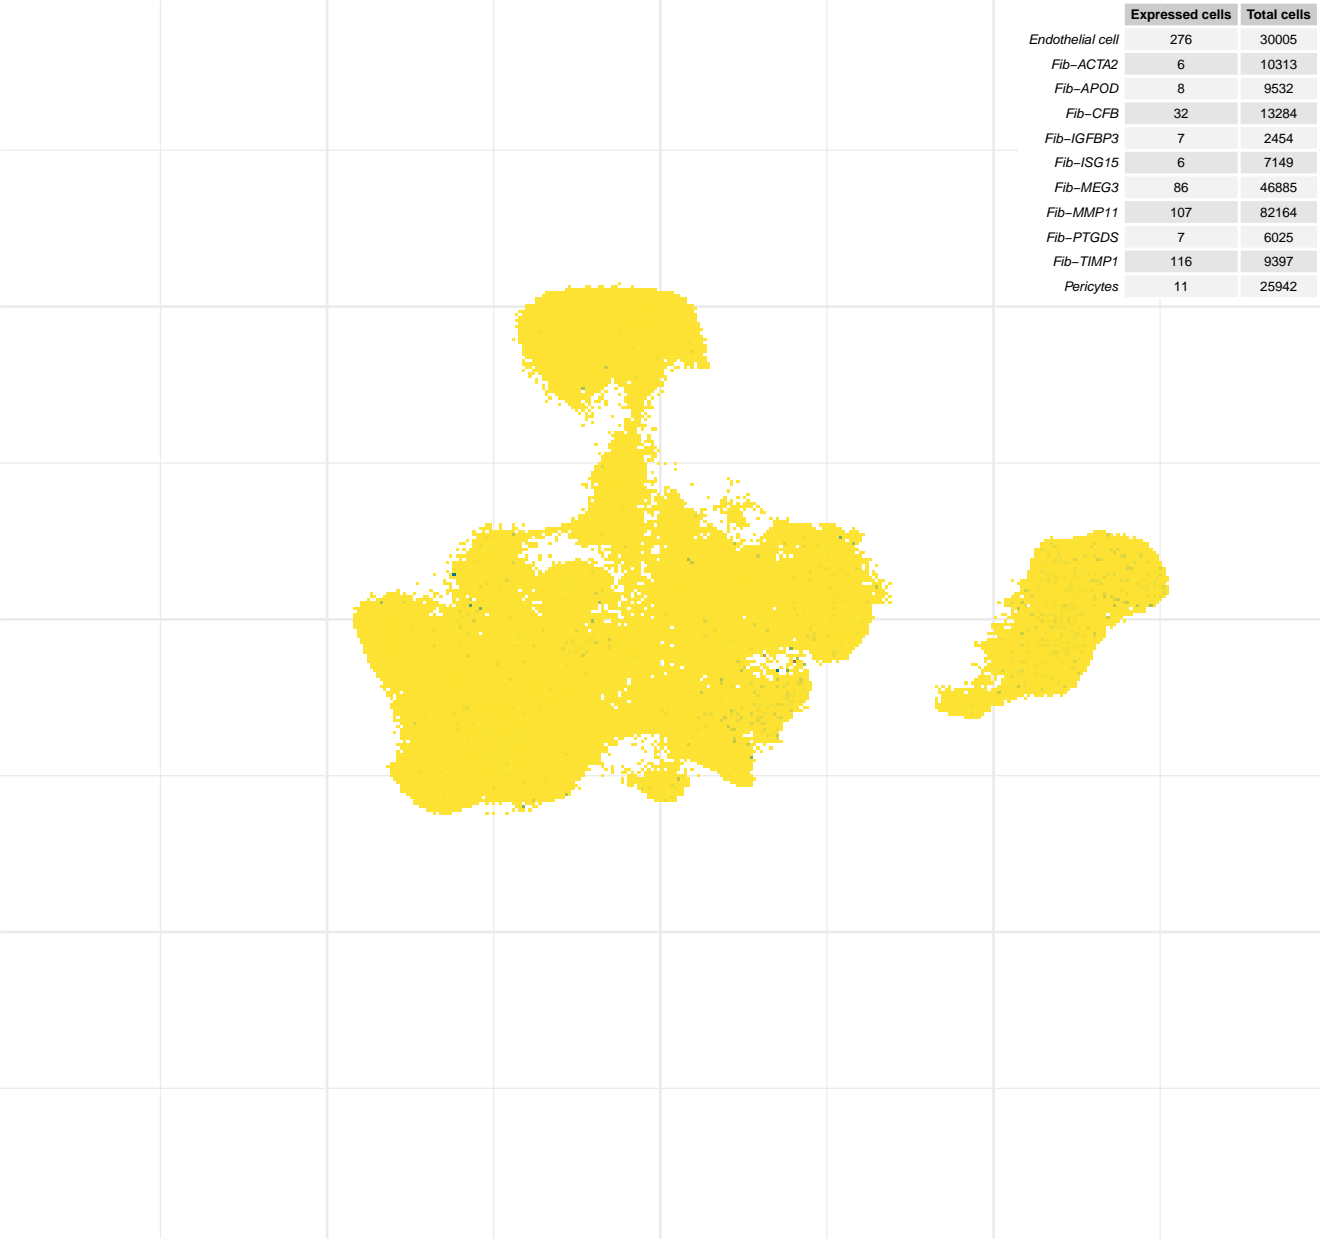 Expressed cells Total cells
Endothelial cell 276 30005
Fib−ACTA2 6 10313
Fib−APOD 8 9532
Fib−CFB 32 13284
Fib−IGFBP3 7 2454
Fib−ISG15 6 7149
Fib−MEG3 86 46885
Fib−MMP11 107 82164
Fib−PTGDS 7 6025
Fib−TIMP1 116 9397
Pericytes 11 25942